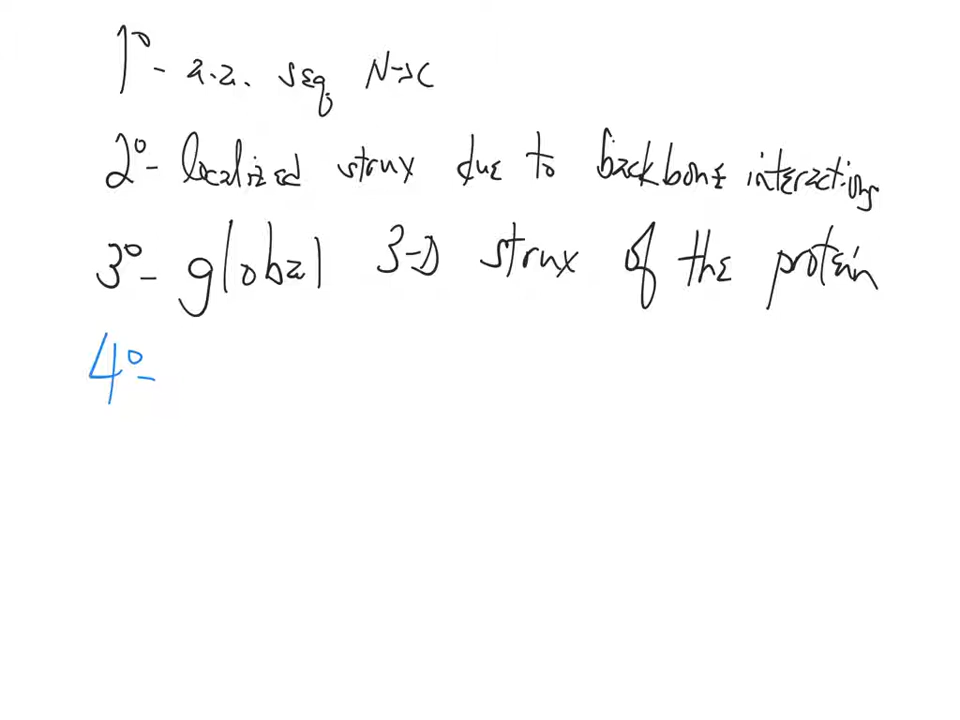 1° - a.a. seq. N→C
2° - localized strux due to backbone interactions
3° - global 3-D strux of the protein
4° -